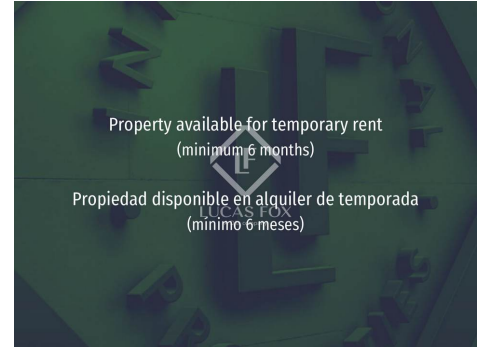 Property available for temporary rent
(minimum 6 months)
Propiedad disponible en alquiler de temporada
LUCAS FOX
(mínimo 6 meses)